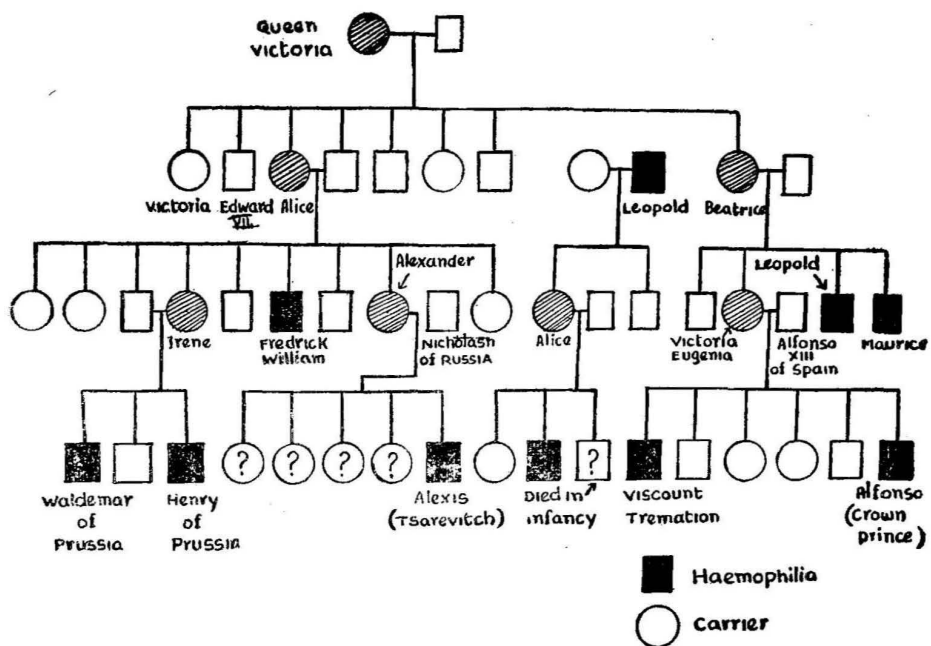 Queen
Victoria
Victoria Edward Alice
VII
Leopold
Beatrice
Alexander
Leopold
Irene
Fredrick
William
Nicholash
of RUSSIA
Alice
Victoria
Eugenia
Alfonso
XIII
of Spain
Maurice
? ? ? ? ?
Waldemar
of
Prussia
Henry
of
Prussia
Alexis
(Tsarevitch)
Died in
infancy
Viscount
Tremation
Alfonso
(Crown
prince)
Haemophilia
Carrier